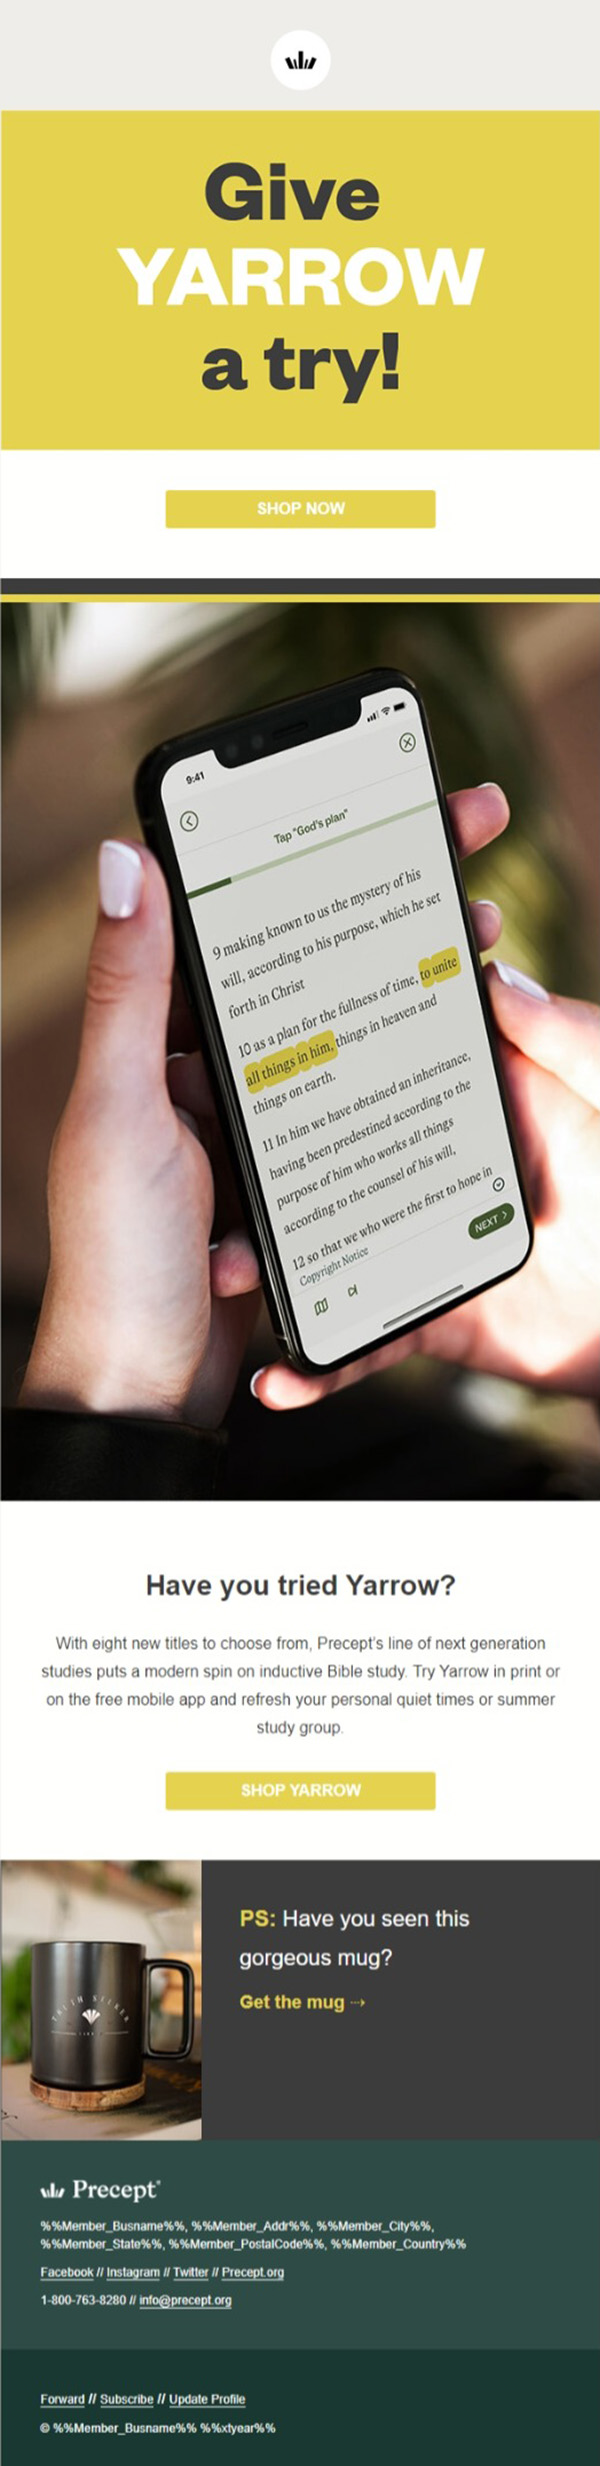 Give
YARROW
a try!
SHOP NOW
9:41
Tap "God's plan"
9 making known to us the mystery of his
will, according to his purpose, which he set
forth in Christ
10 as a plan for the fullness of time, to unite
all things in him, things in heaven and
things on earth.
11 In him we have obtained an inheritance,
having been predestined according to the
purpose of him who works all things
according to the counsel of his will,
12 so that we who were the first to hope in
Copyright Notice
NEXT
Have you tried Yarrow?
With eight new titles to choose from, Precept's line of next generation
studies puts a modern spin on inductive Bible study. Try Yarrow in print or
on the free mobile app and refresh your personal quiet times or summer
study group.
SHOP YARROW
TRUTH SEEKER
PS: Have you seen this
gorgeous mug?
Get the mug ⤑
Precept®
%%Member_Busname%%, %%Member_Addr%%, %%Member_City%%,
%%Member_State%%, %%Member_PostalCode%%, %%Member_Country%%
Facebook // Instagram // Twitter // Precept.org
1-800-763-8280 // info@precept.org
Forward // Subscribe // Update Profile
© %%Member_Busname%% %%xtyear%%